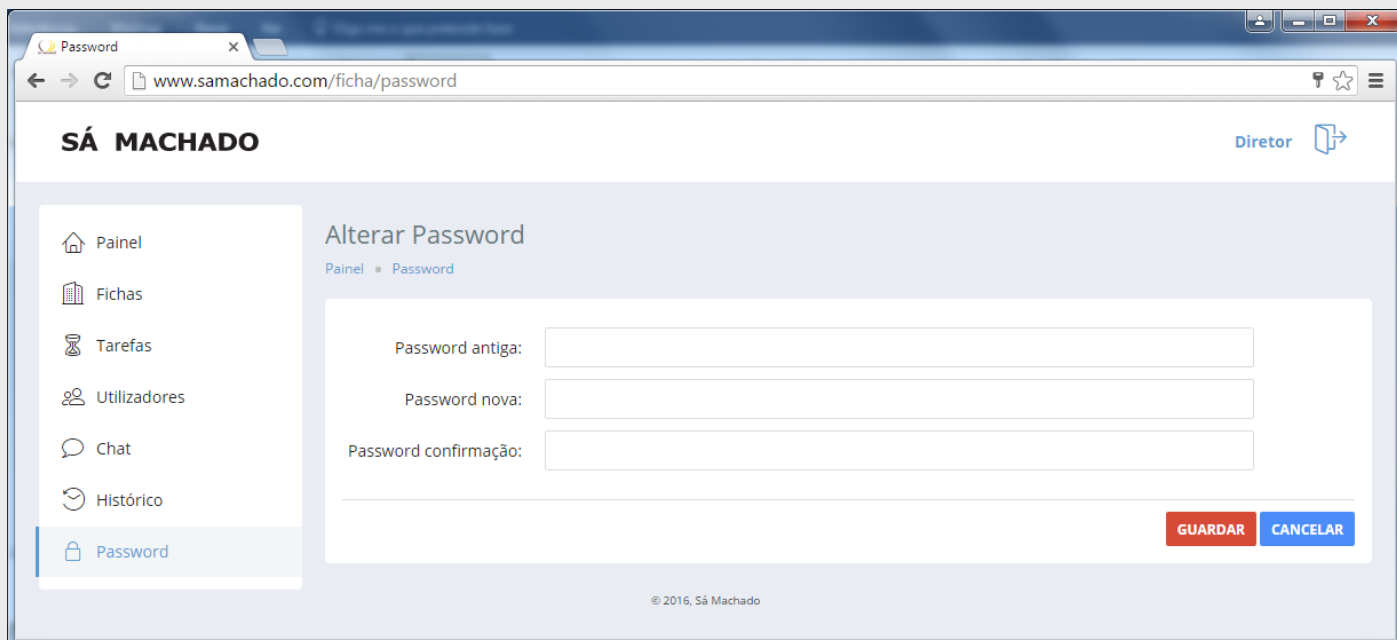 Password
www.samachado.com/ficha/password
SÁ MACHADO
Diretor
Painel
Fichas
Tarefas
Utilizadores
Chat
Histórico
Password
Alterar Password
Painel Password
Password antiga:
Password nova:
Password confirmação:
GUARDAR CANCELAR
© 2016, Sá Machado